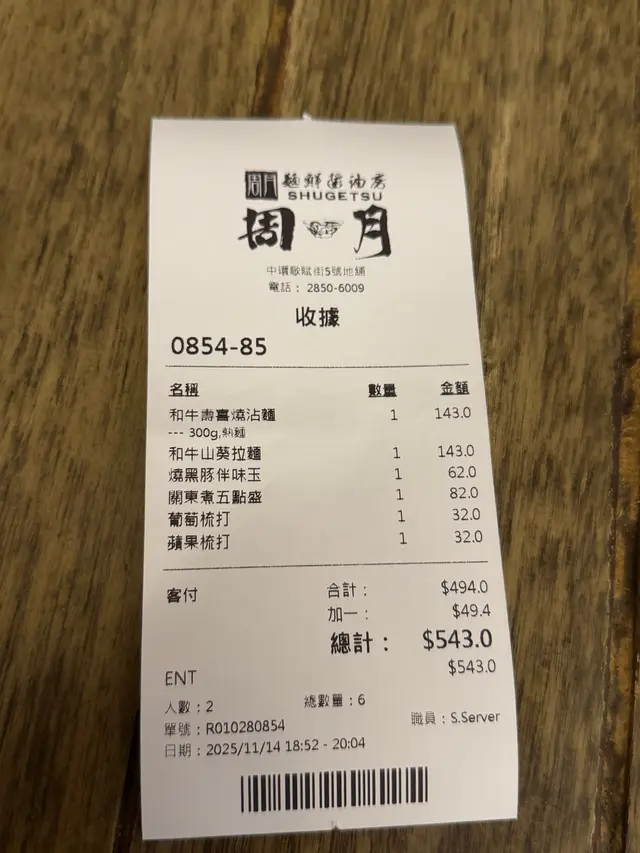 周月 麵鮮醬油房
SHUGETSU
周月
中環歌賦街5號地舖
電話： 2850-6009
收據
0854-85
名稱 數量 金額
和牛壽喜燒沾麵 1 143.0
--- 300g,熱麵
和牛山葵拉麵 1 143.0
燒黑豚伴味玉 1 62.0
關東煮五點盛 1 82.0
葡萄梳打 1 32.0
蘋果梳打 1 32.0
客付 合計： $494.0
加一： $49.4
總計： $543.0
ENT $543.0
人數：2 總數量：6
單號：R010280854 職員：S.Server
日期：2025/11/14 18:52 - 20:04